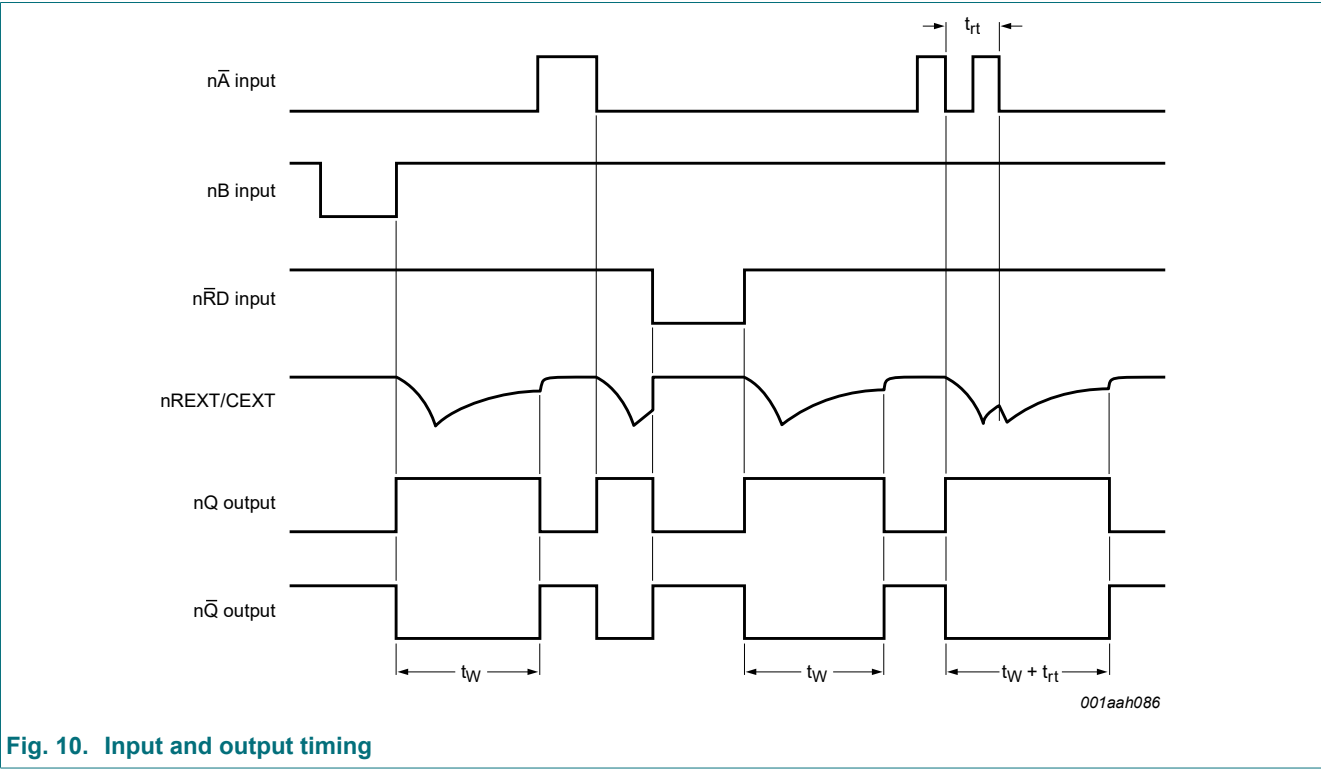 t_rt
nA̅ input
nB input
nR̅D input
nREXT/CEXT
nQ output
nQ̅ output
t_W
t_W
t_W + t_rt
001aah086
Fig. 10. Input and output timing